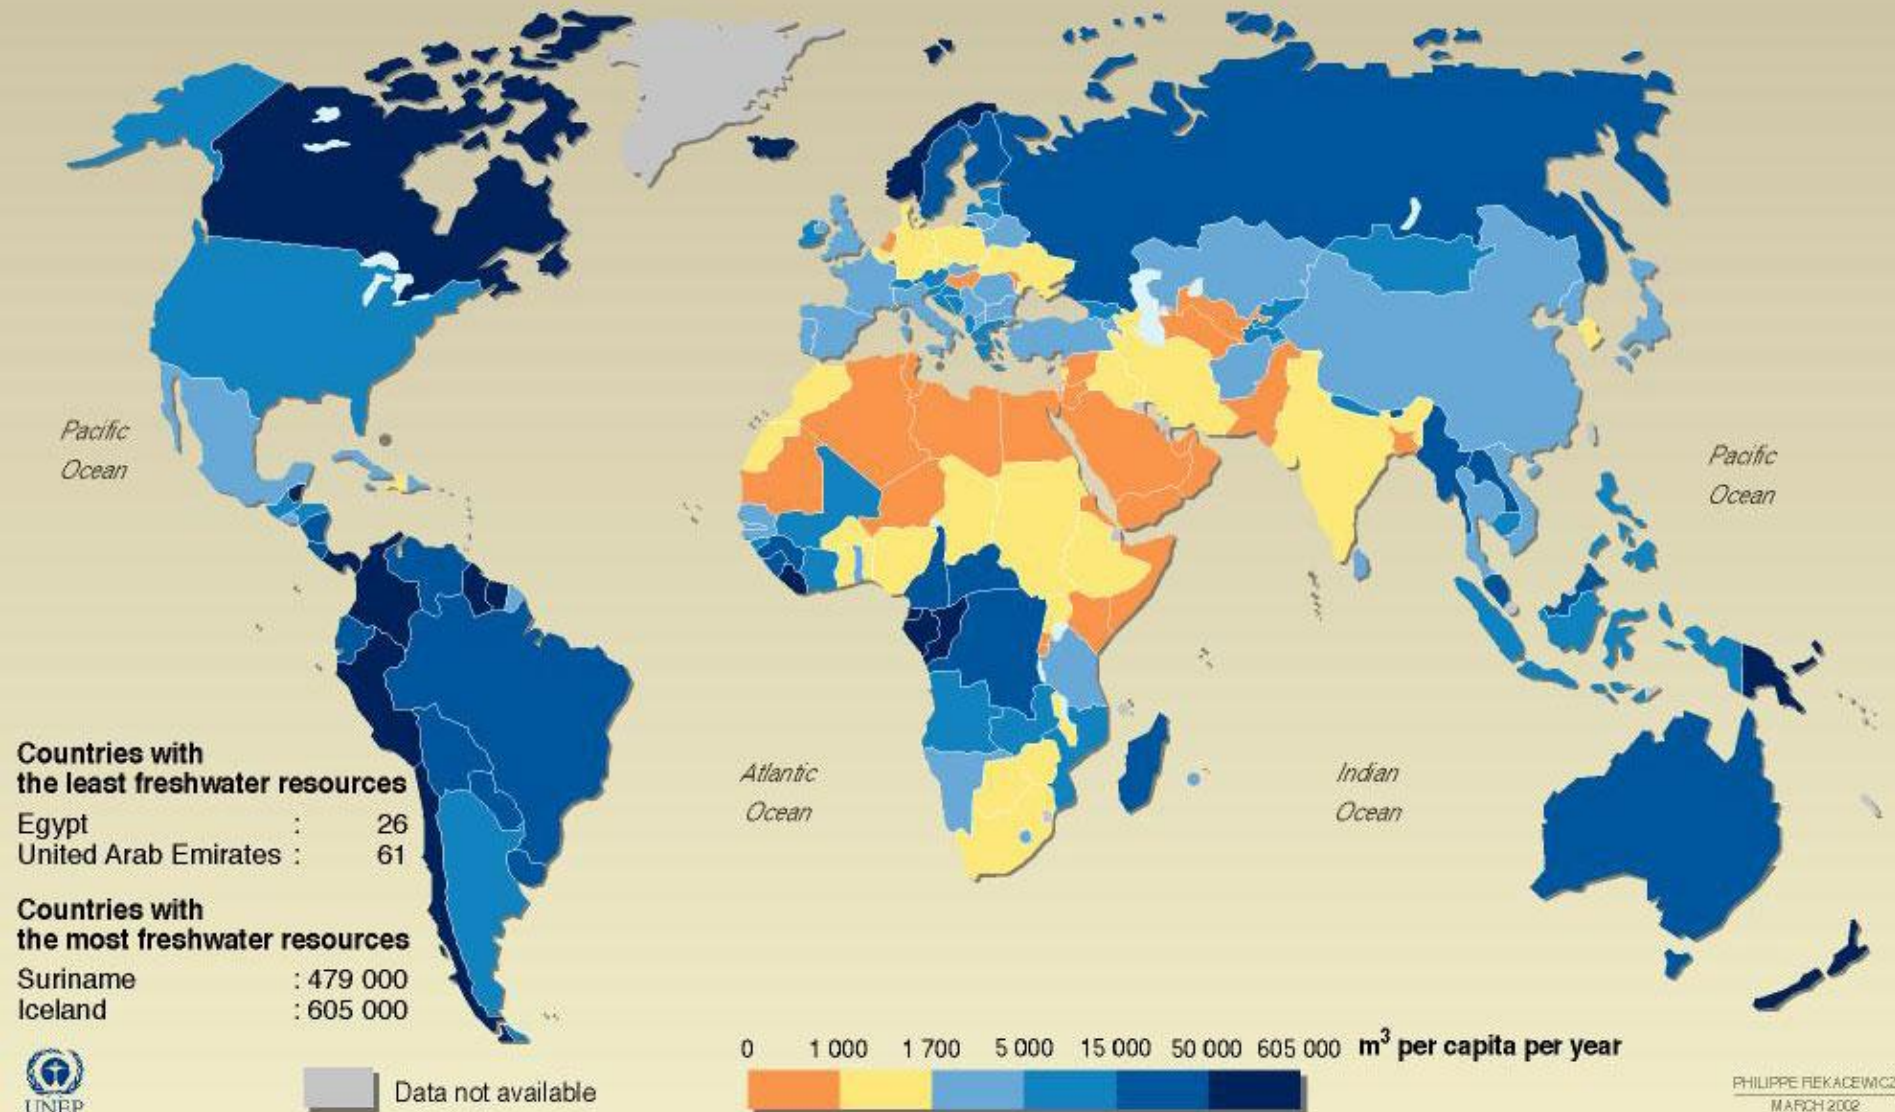 Pacific
Ocean
Pacific
Ocean
Countries with
the least freshwater resources
Egypt : 26
United Arab Emirates : 61
Countries with
the most freshwater resources
Suriname : 479 000
Iceland : 605 000
Atlantic
Ocean
Indian
Ocean
0 1 000 1 700 5 000 15 000 50 000 605 000 m³ per capita per year
Data not available
UNEP
PHILIPPE REKACEWICZ
MARCH 2002